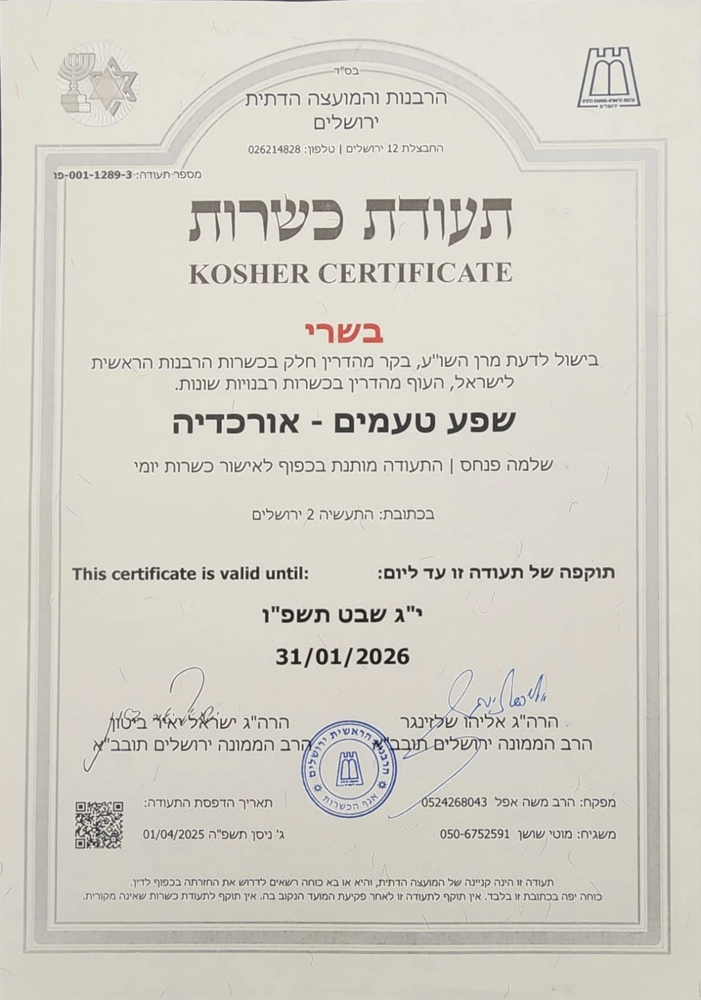 בס"ד
הרבנות והמועצה הדתית
ירושלים
החבצלת 12 ירושלים | טלפון: 026214828
מספר תעודה: 001-1289-3-פו
תעודת כשרות
KOSHER CERTIFICATE
בשרי
בישול לדעת מרן השו"ע, בקר מהדרין חלק בכשרות הרבנות הראשית
לישראל, העוף מהדרין בכשרות רבנויות שונות.
שפע טעמים - אורכדיה
שלמה פנחס | התעודה מותנת בכפוף לאישור כשרות יומי
בכתובת: התעשיה 2 ירושלים
תוקפה של תעודה זו עד ליום: This certificate is valid until:
י"ג שבט תשפ"ו
31/01/2026
הרה"ג אליהו שלזינגר
הרב הממונה ירושלים תובב"א
הרה"ג ישראל יאיר ביטון
הרב הממונה ירושלים תובב"א
הרבנות הראשית ירושלים
אגף הכשרות
מפקח: הרב משה אפל 0524268043
משגיח: מוטי שושן 050-6752591
תאריך הדפסת התעודה:
ג' ניסן תשפ"ה 01/04/2025
תעודה זו הינה קניינה של המועצה הדתית, והיא או בא כוחה רשאים לדרוש את החזרתה בכפוף לדין.
כוחה יפה בכתובת זו בלבד. אין תוקף לתעודה זו לאחר פקיעת המועד הנקוב בה. אין תוקף לתעודת כשרות שאינה מקורית.